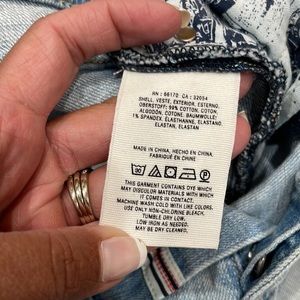 RN : 66170 CA : 32054
SHELL, VESTE, EXTERIOR, ESTERNO,
OBERSTOFF: 99% COTTON, COTON,
ALGODÓN, COTONE, BAUMWOLLE;
1% SPANDEX, ELASTHANNE, ELASTANO,
ELASTAN, ELASTAN
MADE IN CHINA, HECHO EN CHINA,
FABRIQUÉ EN CHINE
THIS GARMENT CONTAINS DYE WHICH
MAY DISCOLOR MATERIALS WITH WHICH
IT COMES IN CONTACT.
MACHINE WASH COLD WITH LIKE COLORS.
USE ONLY NON-CHLORINE BLEACH.
TUMBLE DRY LOW.
LOW IRON AS NEEDED.
MAY BE DRY CLEANED.